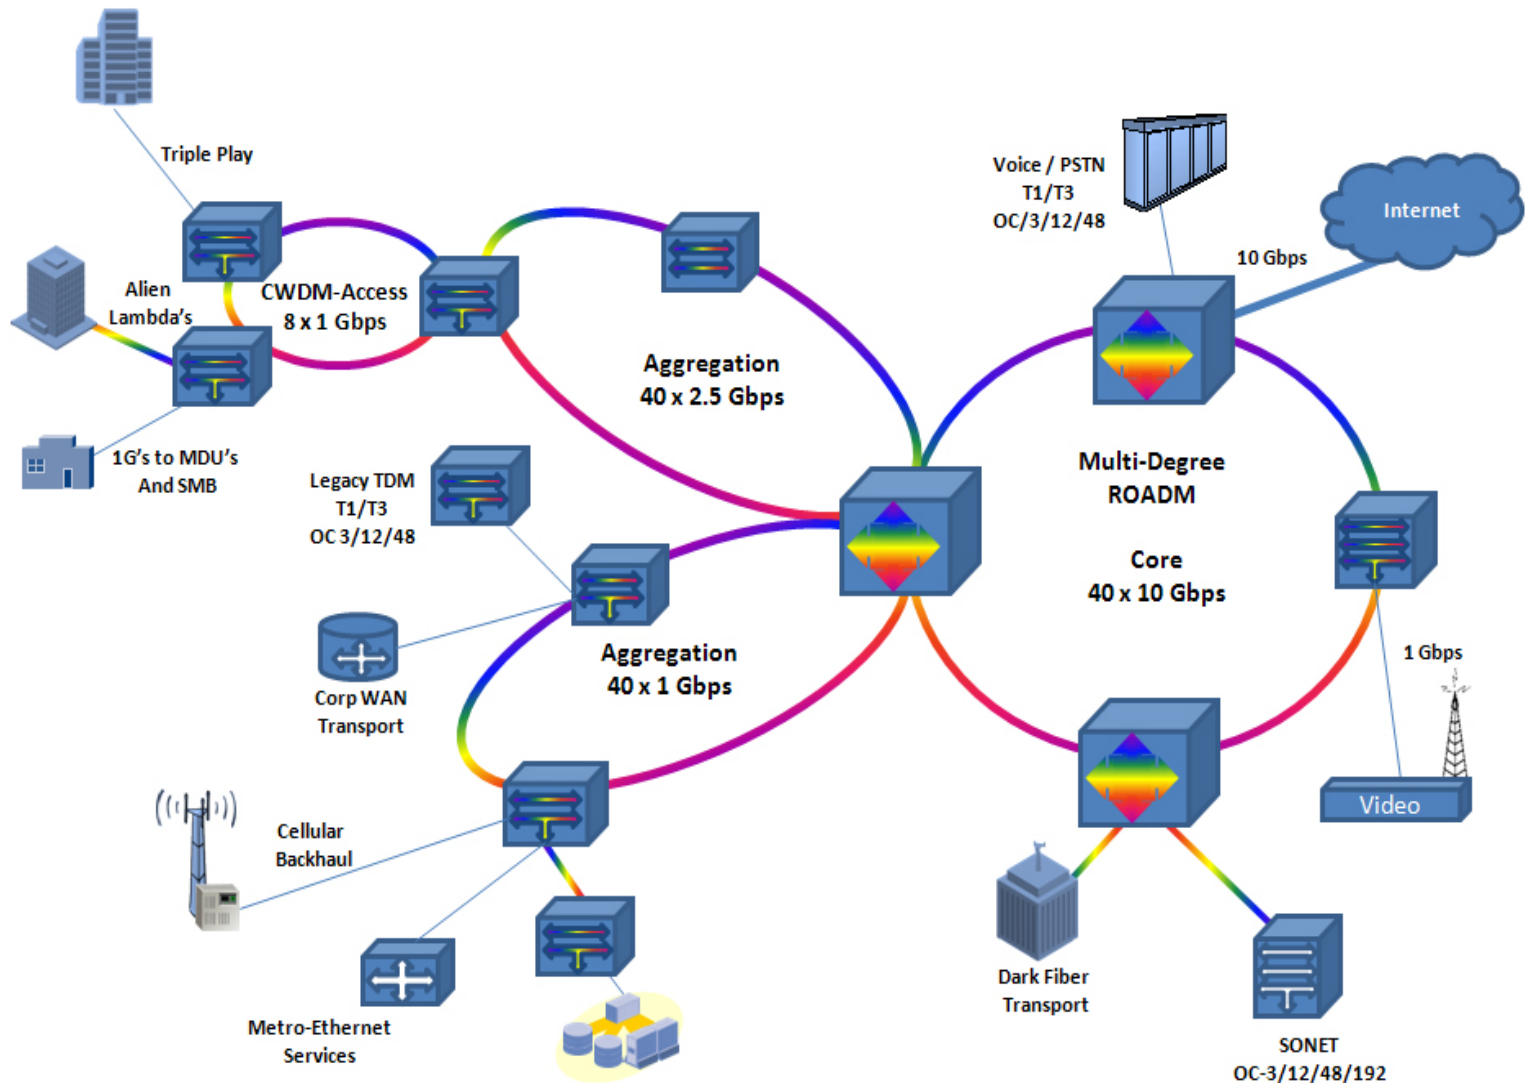 Triple Play
Alien
Lambda's
CWDM-Access
8 x 1 Gbps
1G's to MDU's
And SMB
Aggregation
40 x 2.5 Gbps
Voice / PSTN
T1/T3
OC/3/12/48
Internet
10 Gbps
Multi-Degree
ROADM
Core
40 x 10 Gbps
Legacy TDM
T1/T3
OC 3/12/48
Corp WAN
Transport
Aggregation
40 x 1 Gbps
1 Gbps
Video
Cellular
Backhaul
Metro-Ethernet
Services
Dark Fiber
Transport
SONET
OC-3/12/48/192